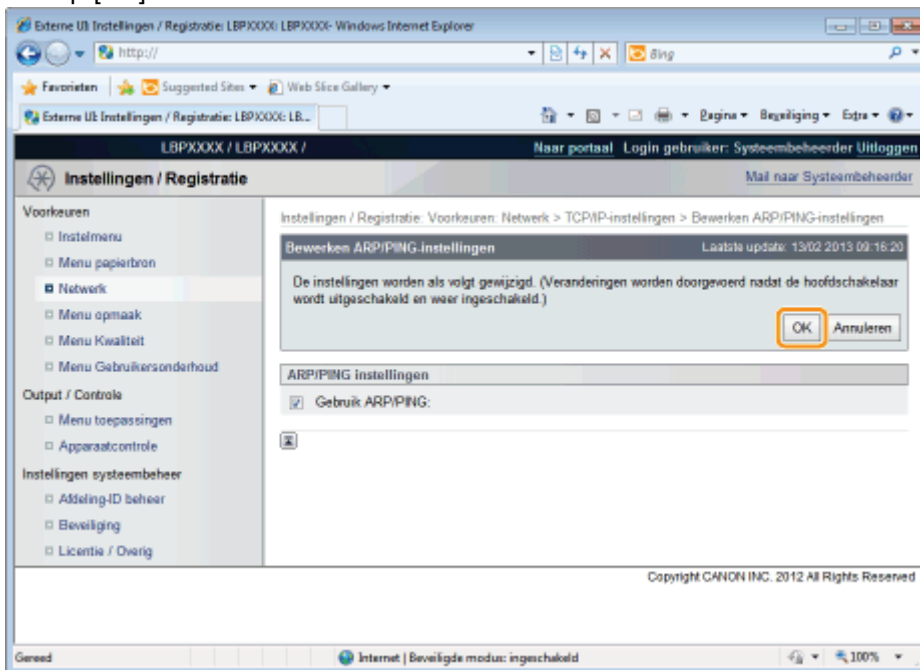 Externe UI: Instellingen / Registratie: LBPXXXX: LBPXXXX- Windows Internet Explorer
http://
Bing
Favorieten
Suggested Sites
Web Slice Gallery
Externe UI: Instellingen / Registratie: LBPXXXX: LB...
Pagina
Beveiliging
Extra
LBPXXXX / LBPXXXX /
Naar portaal Login gebruiker: Systeembeheerder Uitloggen
Instellingen / Registratie
Mail naar Systeembeheerder
Voorkeuren
Instelmenu
Menu papierbron
Netwerk
Menu opmaak
Menu Kwaliteit
Menu Gebruikersonderhoud
Output / Controle
Menu toepassingen
Apparaatcontrole
Instellingen systeembeheer
Afdeling-ID beheer
Beveiliging
Licentie / Overig
Instellingen / Registratie: Voorkeuren: Netwerk > TCP/IP-instellingen > Bewerken ARP/PING-instellingen
Bewerken ARP/PING-instellingen
Laatste update: 13/02 2013 09:16:20
De instellingen worden als volgt gewijzigd. (Veranderingen worden doorgevoerd nadat de hoofdschakelaar
wordt uitgeschakeld en weer ingeschakeld.)
OK
Annuleren
ARP/PING instellingen
Gebruik ARP/PING:
Copyright CANON INC. 2012 All Rights Reserved
Gereed
Internet | Beveiligde modus: ingeschakeld
100%